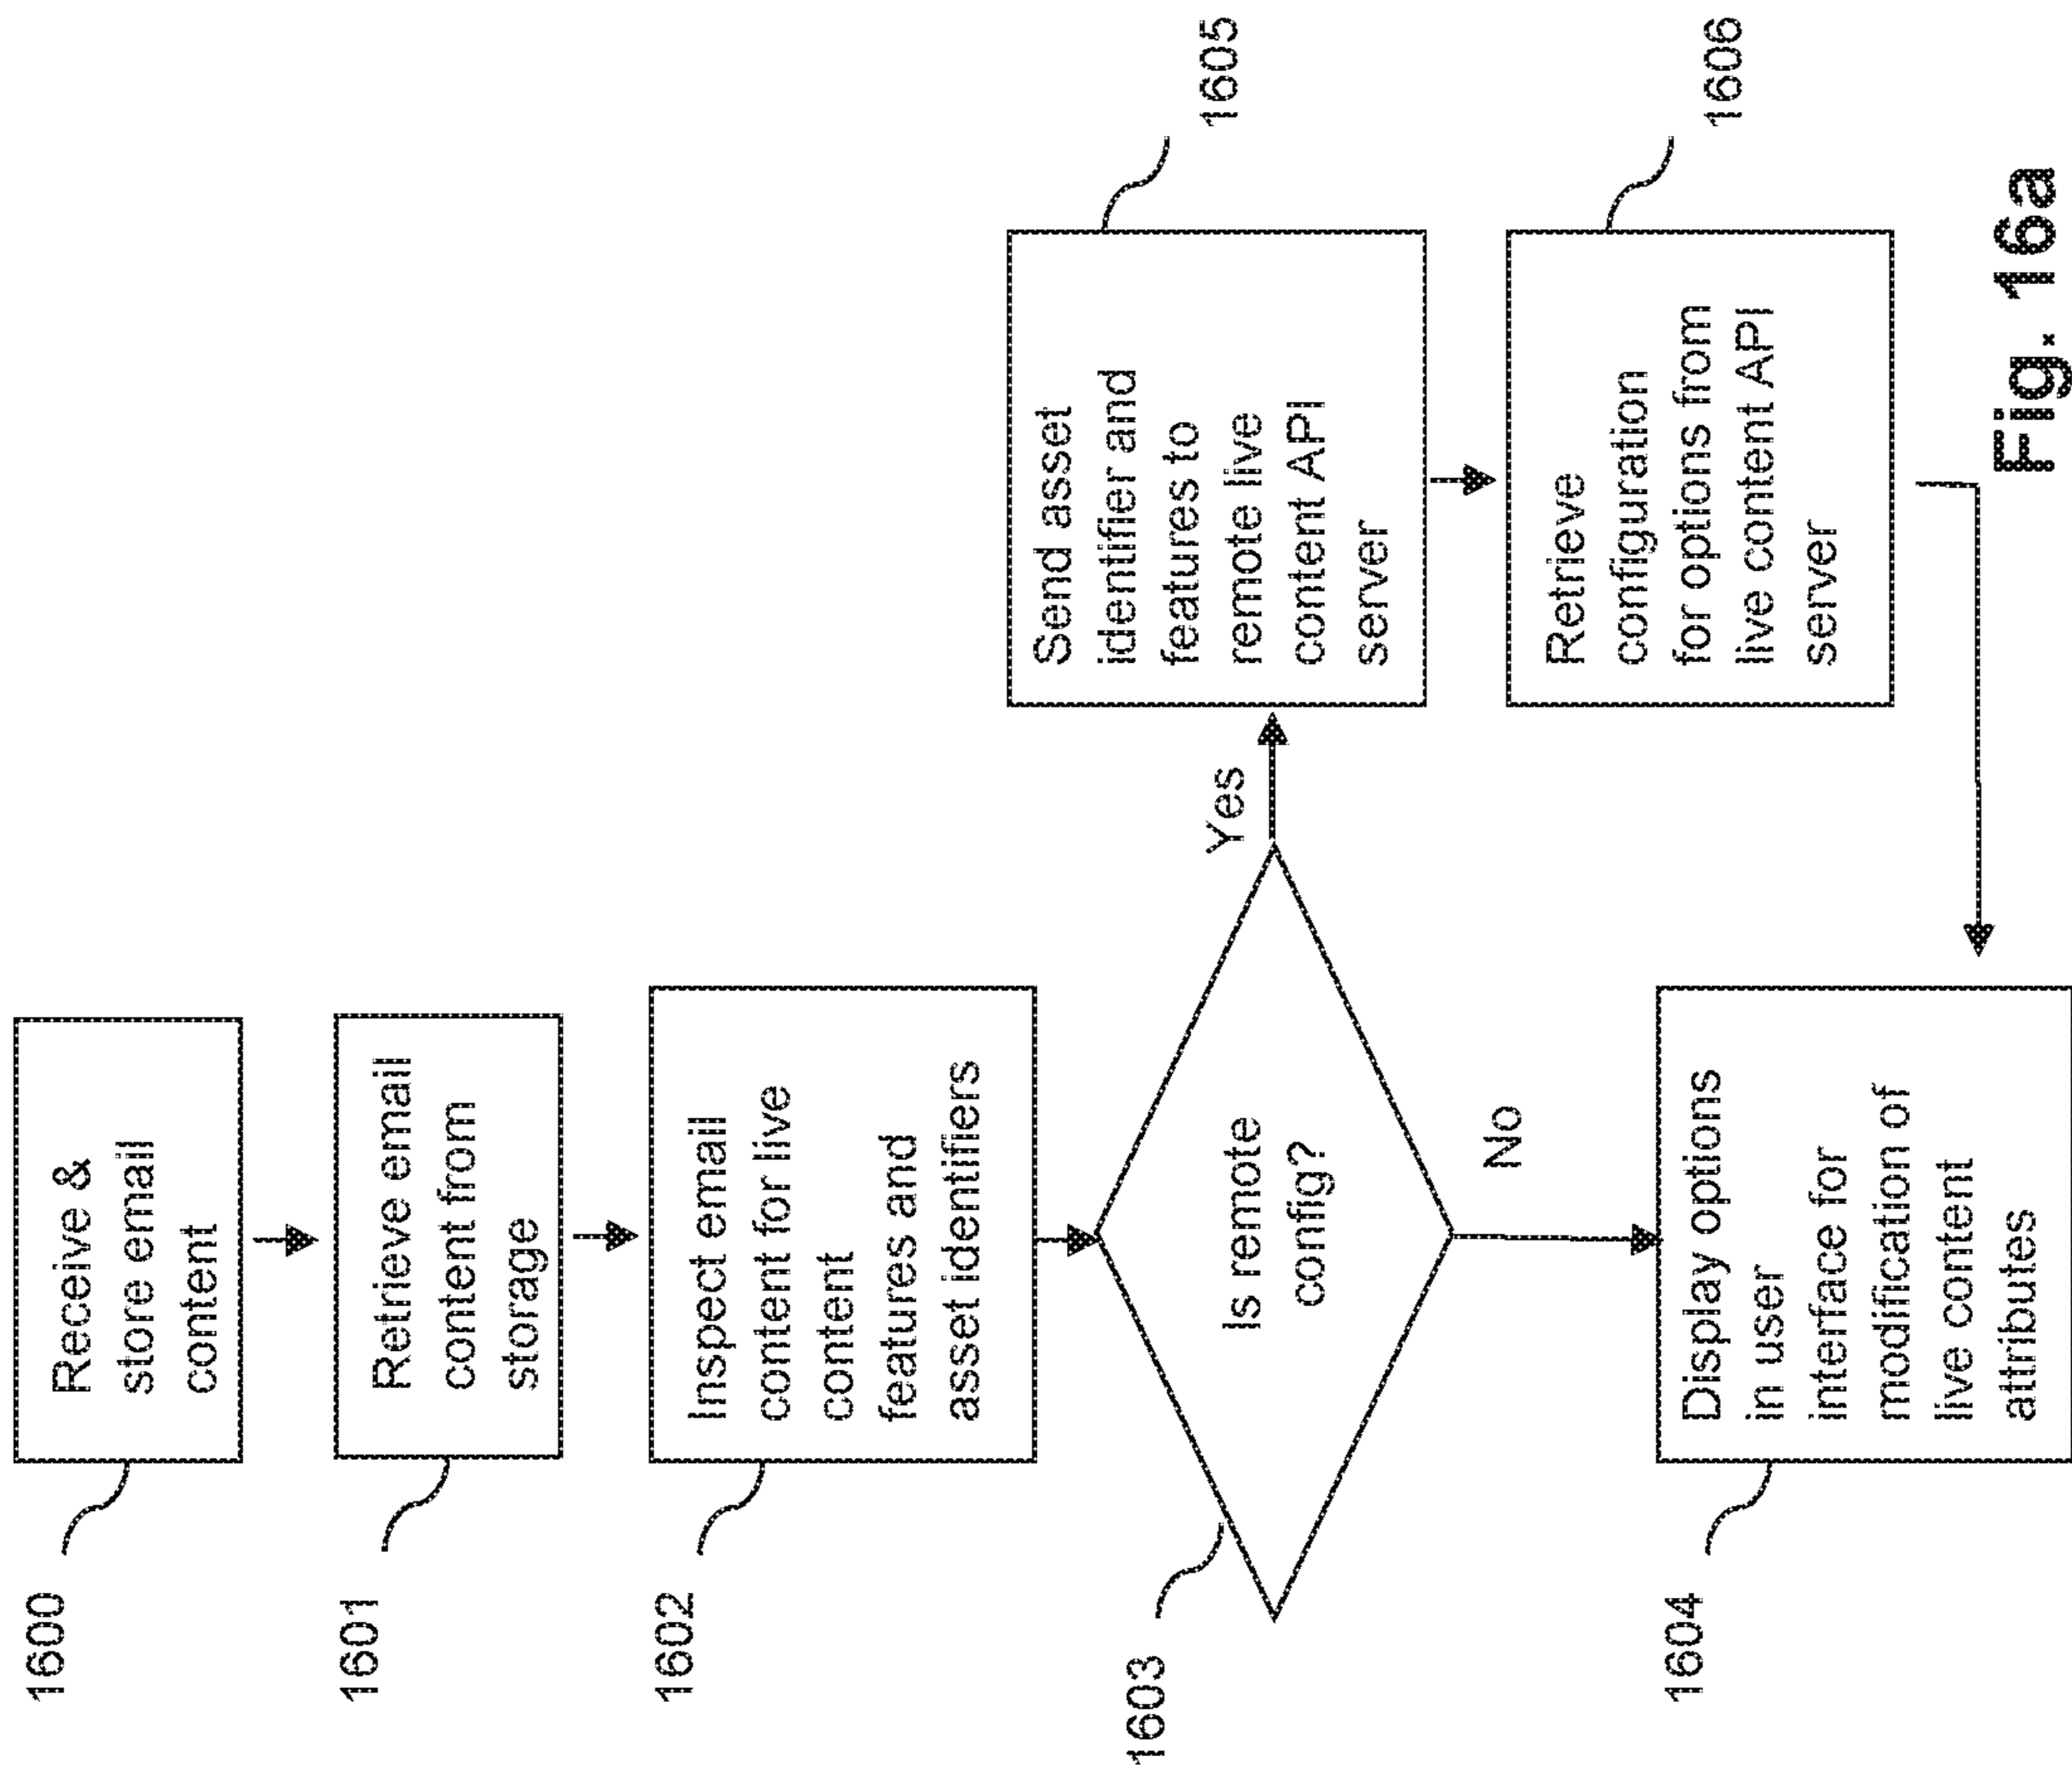 1600
Receive &
store email
content
1601
Retrieve email
content from
storage
1602
Inspect email
content for live
content
features and
asset identifiers
1603
Is remote
config?
Yes
No
1605
Send asset
identifier and
features to
remote live
content API
server
1606
Retrieve
configuration
for options from
live content API
server
1604
Display options
in user
interface for
modification of
live content
attributes
Fig. 16a